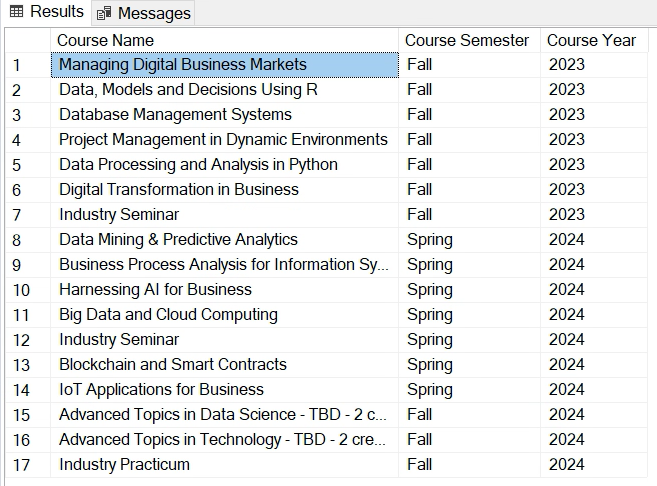 Results Messages
Course Name Course Semester Course Year
1 Managing Digital Business Markets Fall 2023
2 Data, Models and Decisions Using R Fall 2023
3 Database Management Systems Fall 2023
4 Project Management in Dynamic Environments Fall 2023
5 Data Processing and Analysis in Python Fall 2023
6 Digital Transformation in Business Fall 2023
7 Industry Seminar Fall 2023
8 Data Mining & Predictive Analytics Spring 2024
9 Business Process Analysis for Information Sy... Spring 2024
10 Harnessing AI for Business Spring 2024
11 Big Data and Cloud Computing Spring 2024
12 Industry Seminar Spring 2024
13 Blockchain and Smart Contracts Spring 2024
14 IoT Applications for Business Spring 2024
15 Advanced Topics in Data Science - TBD - 2 c... Fall 2024
16 Advanced Topics in Technology - TBD - 2 cre... Fall 2024
17 Industry Practicum Fall 2024